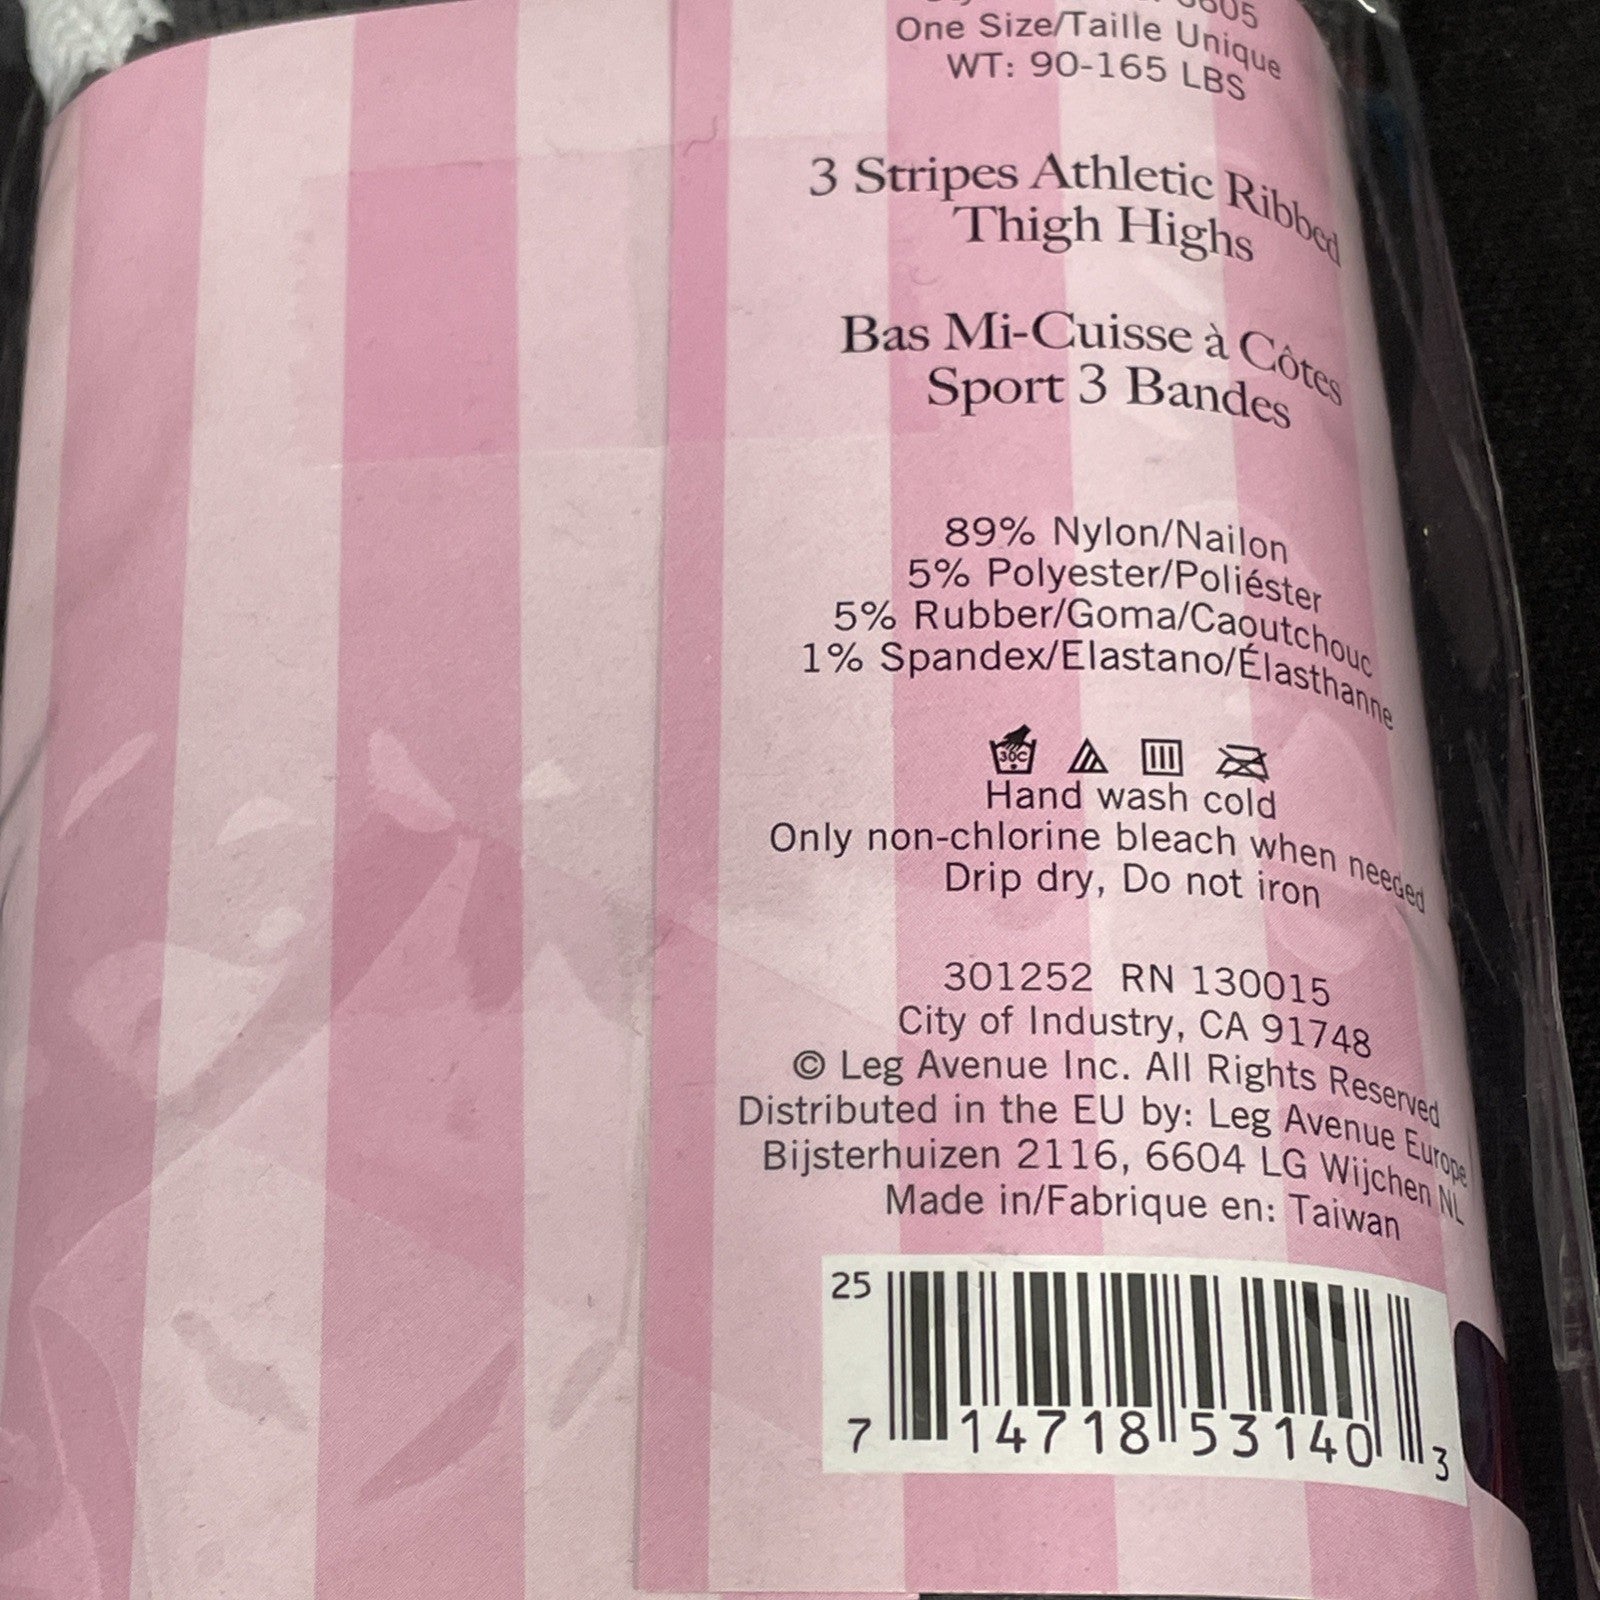 One Size/Taille Unique
WT: 90-165 LBS
3 Stripes Athletic Ribbed
Thigh Highs
Bas Mi-Cuisse à Côtes
Sport 3 Bandes
89% Nylon/Nailon
5% Polyester/Poliéster
5% Rubber/Goma/Caoutchouc
1% Spandex/Elastano/Élasthanne
30C
Hand wash cold
Only non-chlorine bleach when needed
Drip dry, Do not iron
301252 RN 130015
City of Industry, CA 91748
© Leg Avenue Inc. All Rights Reserved
Distributed in the EU by: Leg Avenue Europe
Bijsterhuizen 2116, 6604 LG Wijchen NL
Made in/Fabrique en: Taiwan
25
7 14718 53140 3